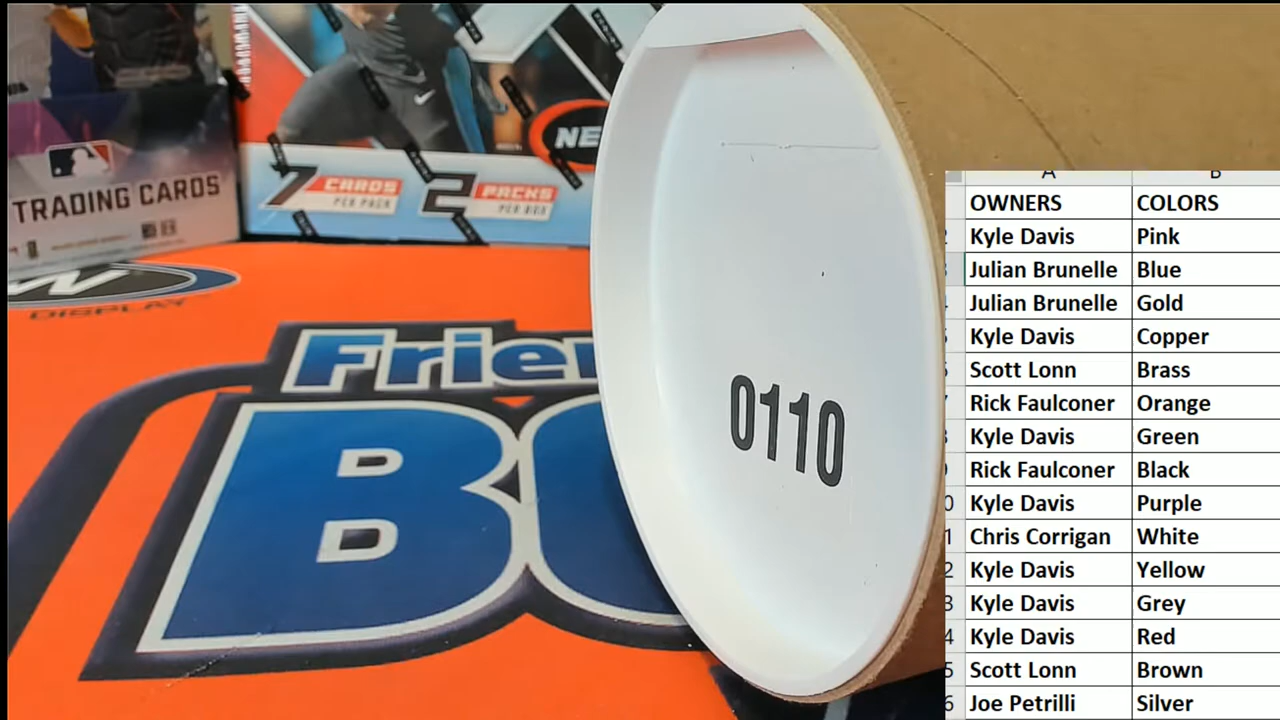 TRADING CARDS
7 CARDS PER PACK 2 PACKS PER BOX
NE
W
DISPLAY
Frien
BO
0110
A B
OWNERS COLORS
Kyle Davis Pink
Julian Brunelle Blue
Julian Brunelle Gold
Kyle Davis Copper
Scott Lonn Brass
Rick Faulconer Orange
Kyle Davis Green
Rick Faulconer Black
Kyle Davis Purple
Chris Corrigan White
Kyle Davis Yellow
Kyle Davis Grey
Kyle Davis Red
Scott Lonn Brown
Joe Petrilli Silver